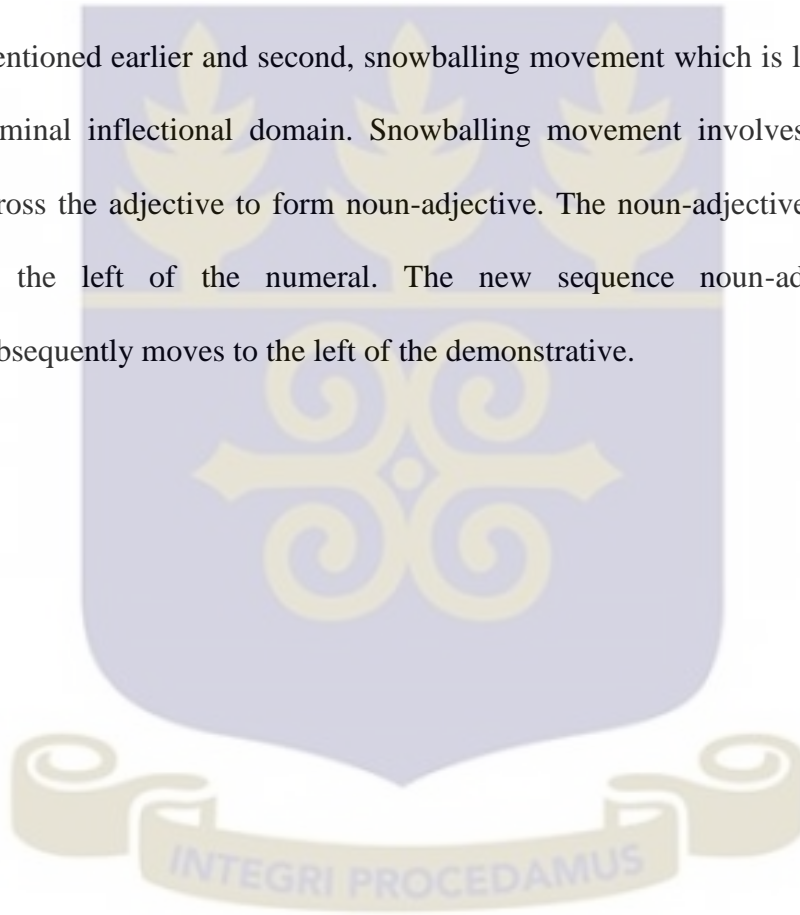 entioned earlier and second, snowballing movement which is l
minal inflectional domain. Snowballing movement involves
ross the adjective to form noun-adjective. The noun-adjective
the left of the numeral. The new sequence noun-ad
bsequently moves to the left of the demonstrative.
INTEGRI PROCEDAMUS